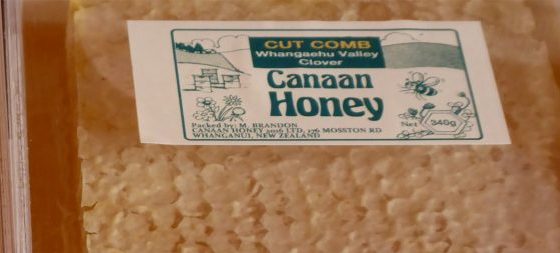 CUT COMB
Whangaehu Valley
Clover
Canaan
Honey
Packed by: M. BRANDON
CANAAN HONEY 2016 LTD, 176 MOSSTON RD
WHANGANUI, NEW ZEALAND
Net 340g